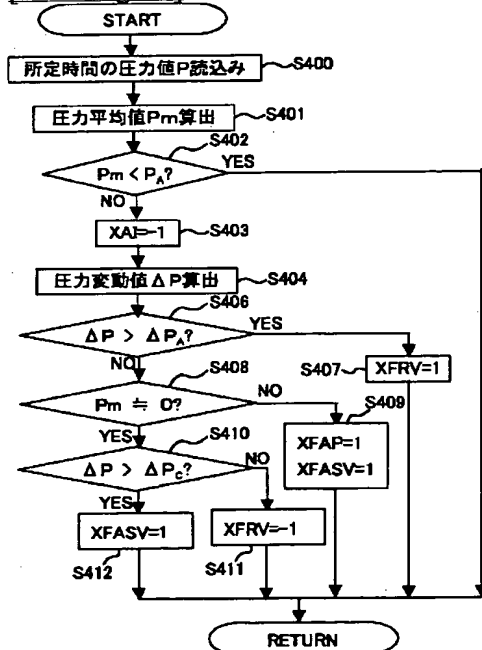 START
所定時間の圧力値P読込み S400
圧力平均値Pm算出 S401
S402
Pm < PA? YES
NO
XAI=-1 S403
圧力変動値ΔP算出 S404
S406
ΔP > ΔPA? YES
NO
S407 XFRV=1
S408
Pm ≒ 0? NO
S409
YES
XFAP=1
XFASV=1
S410
ΔP > ΔPC? NO
YES
XFASV=1
XFRV=-1
S412
S411
RETURN